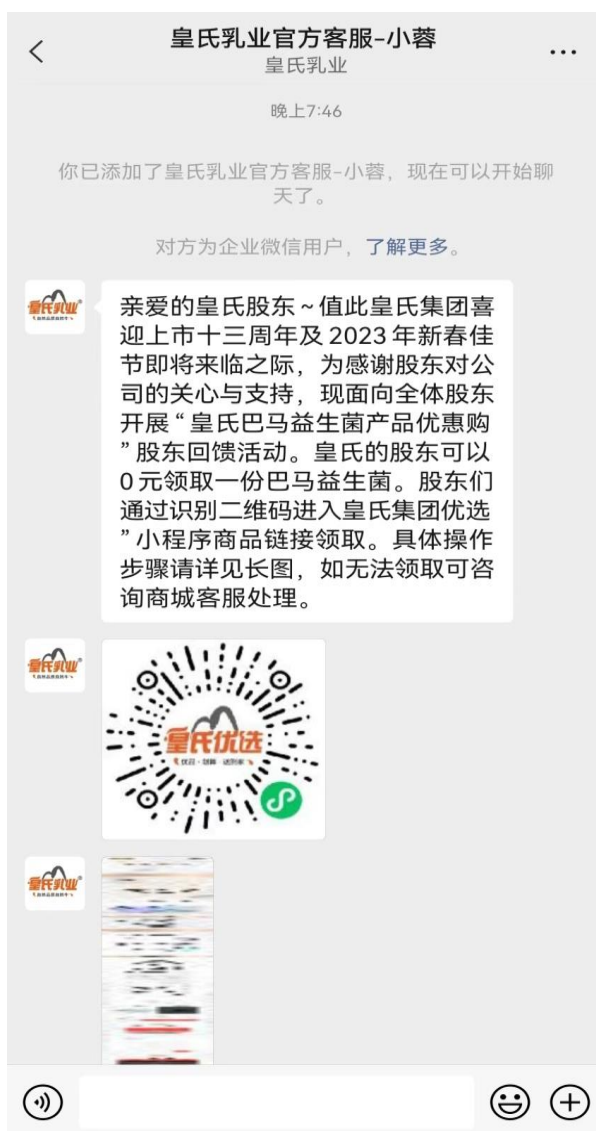 皇氏乳业官方客服-小蓉
皇氏乳业
晚上7:46
你已添加了皇氏乳业官方客服-小蓉，现在可以开始聊
天了。
对方为企业微信用户，了解更多。
皇氏乳业
亲爱的皇氏股东~值此皇氏集团喜
迎上市十三周年及2023年新春佳
节即将来临之际，为感谢股东对公
司的关心与支持，现面向全体股东
开展“皇氏巴马益生菌产品优惠购
”股东回馈活动。皇氏的股东可以
0元领取一份巴马益生菌。股东们
通过识别二维码进入皇氏集团优选
”小程序商品链接领取。具体操作
步骤请详见长图，如无法领取可咨
询商城客服处理。
皇氏乳业
皇氏优选
皇氏乳业